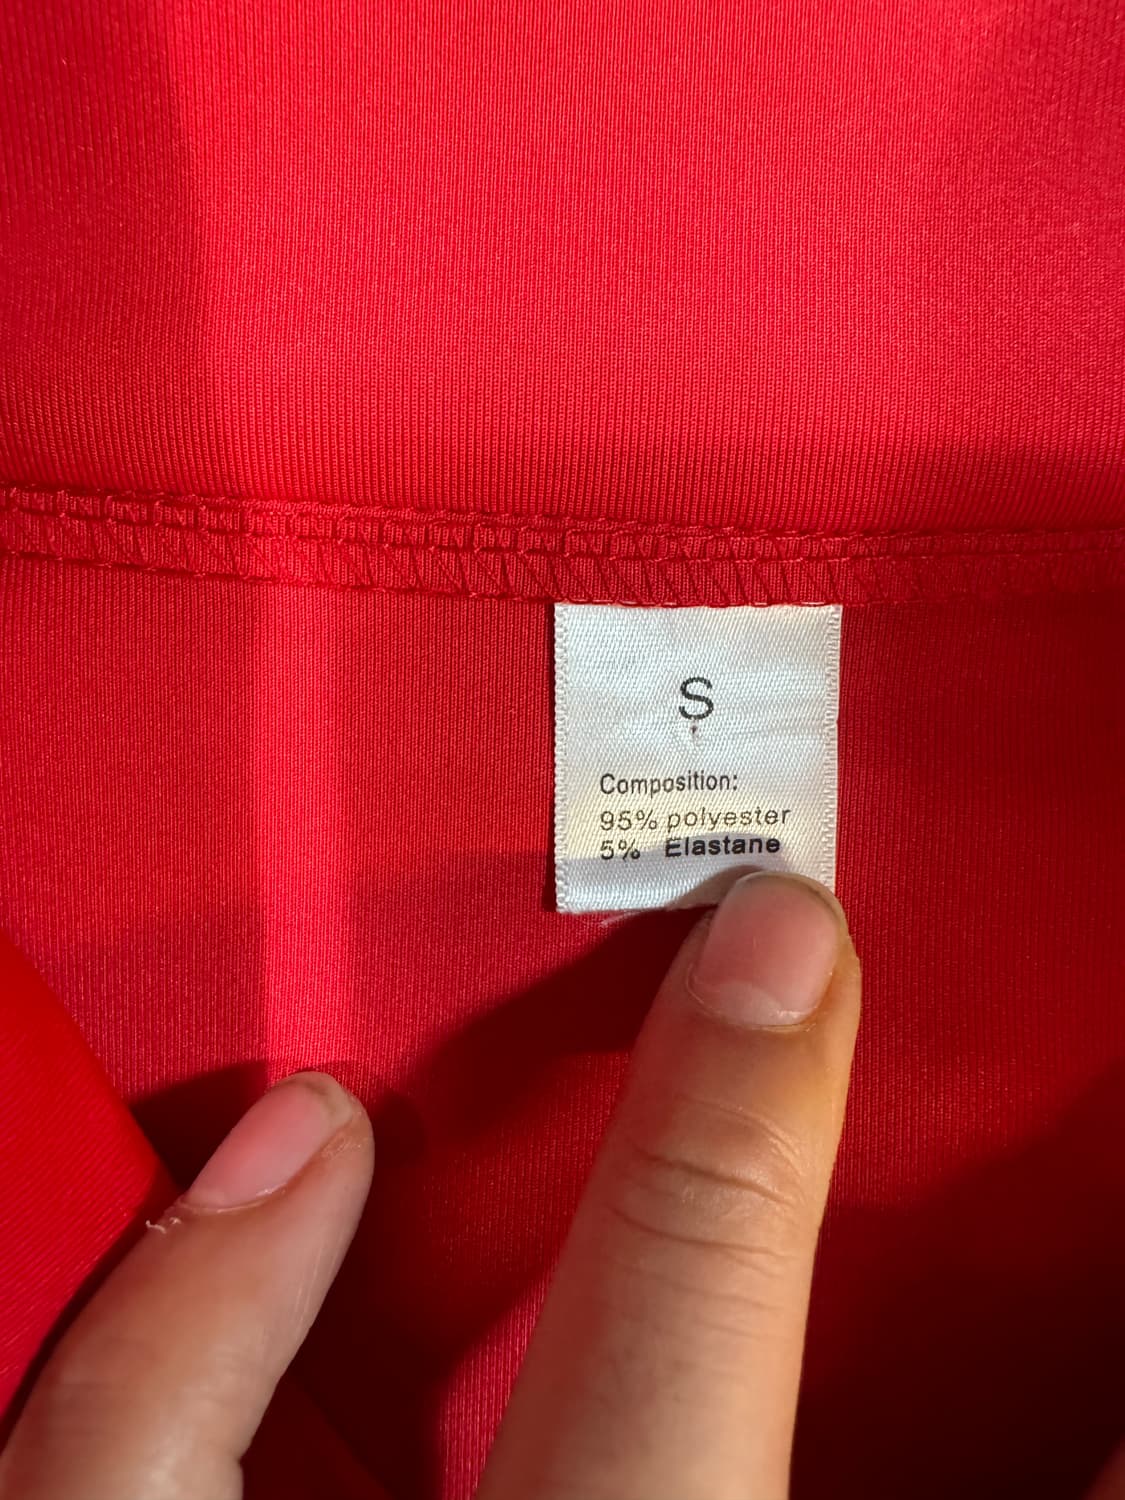 S
Composition:
95% polyester
5% Elastane